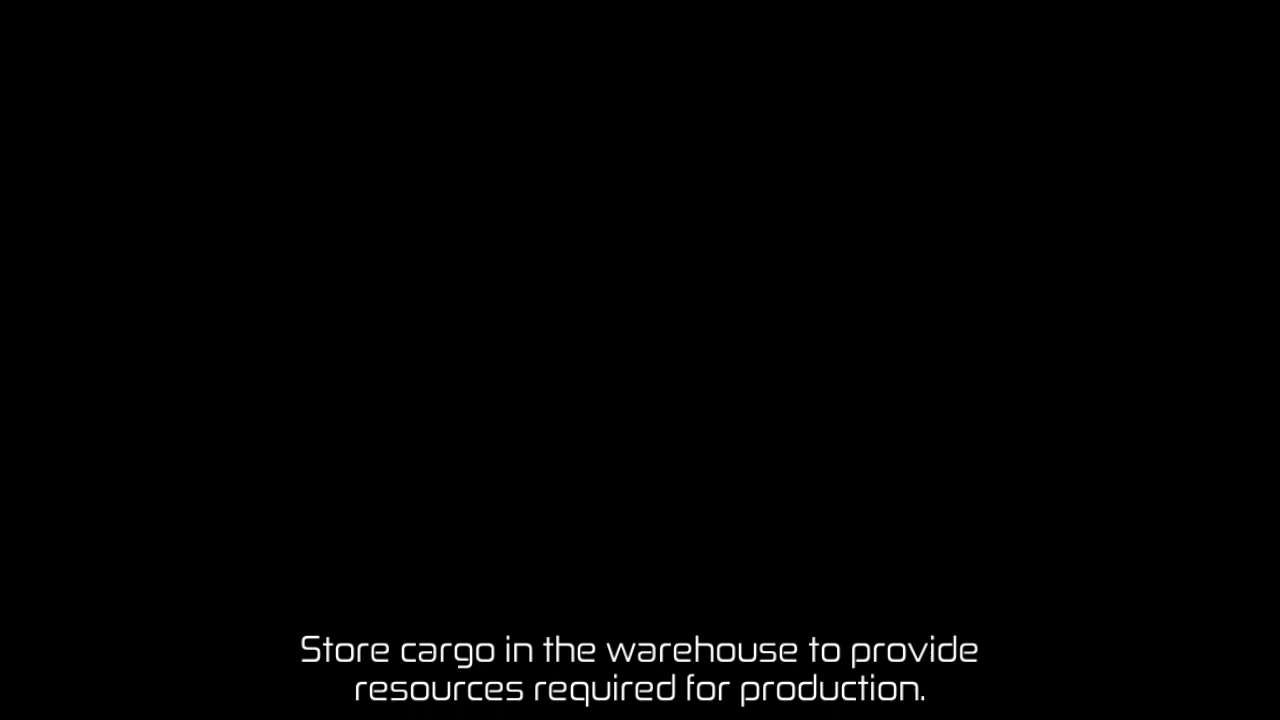 Store cargo in the warehouse to provide
resources required for production.